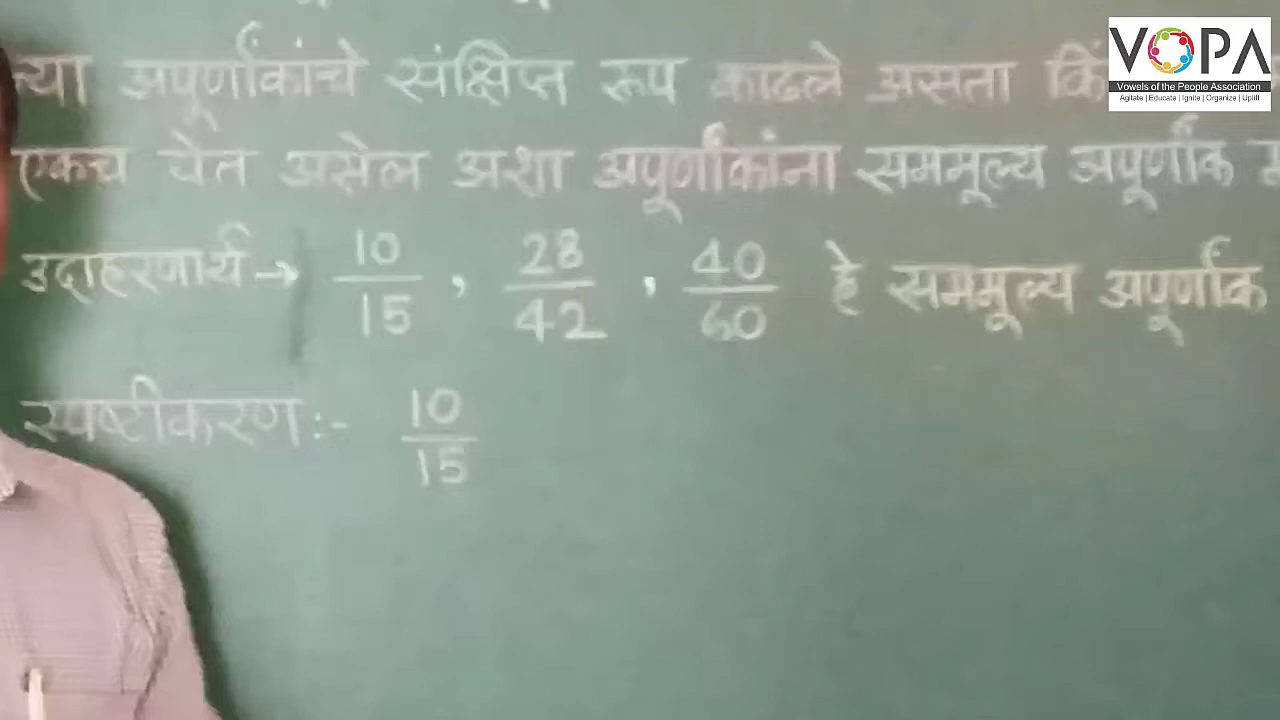 ज्या अपूर्णांकांचे संक्षिप्त रूप काढले असता किं
एकच येत असेल अशा अपूर्णांकांना सममूल्य अपूर्णांक
उदाहरणार्थ → 10/15 , 28/42 , 40/60 हे सममूल्य अपूर्णांक
स्पष्टीकरण :- 10/15
VOPA
Vowels of the People Association
Agitate | Educate | Ignite | Organize | Uplift